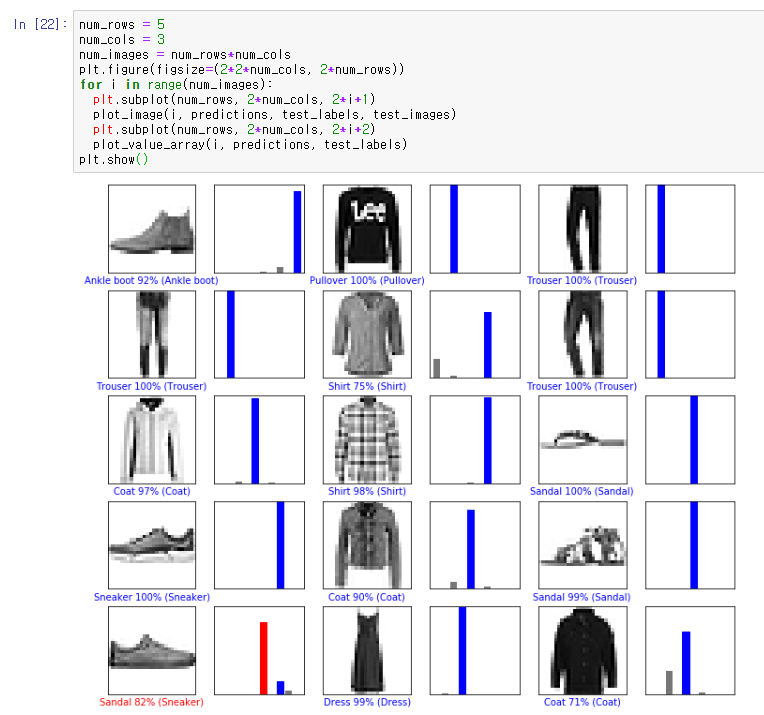 In [22]:
num_rows = 5
num_cols = 3
num_images = num_rows*num_cols
plt.figure(figsize=(2*2*num_cols, 2*num_rows))
for i in range(num_images):
  plt.subplot(num_rows, 2*num_cols, 2*i+1)
  plot_image(i, predictions, test_labels, test_images)
  plt.subplot(num_rows, 2*num_cols, 2*i+2)
  plot_value_array(i, predictions, test_labels)
plt.show()
Lee
Ankle boot 92% (Ankle boot)
Pullover 100% (Pullover)
Trouser 100% (Trouser)
Trouser 100% (Trouser)
Shirt 75% (Shirt)
Trouser 100% (Trouser)
Coat 97% (Coat)
Shirt 98% (Shirt)
Sandal 100% (Sandal)
Sneaker 100% (Sneaker)
Coat 90% (Coat)
Sandal 99% (Sandal)
Sandal 82% (Sneaker)
Dress 99% (Dress)
Coat 71% (Coat)